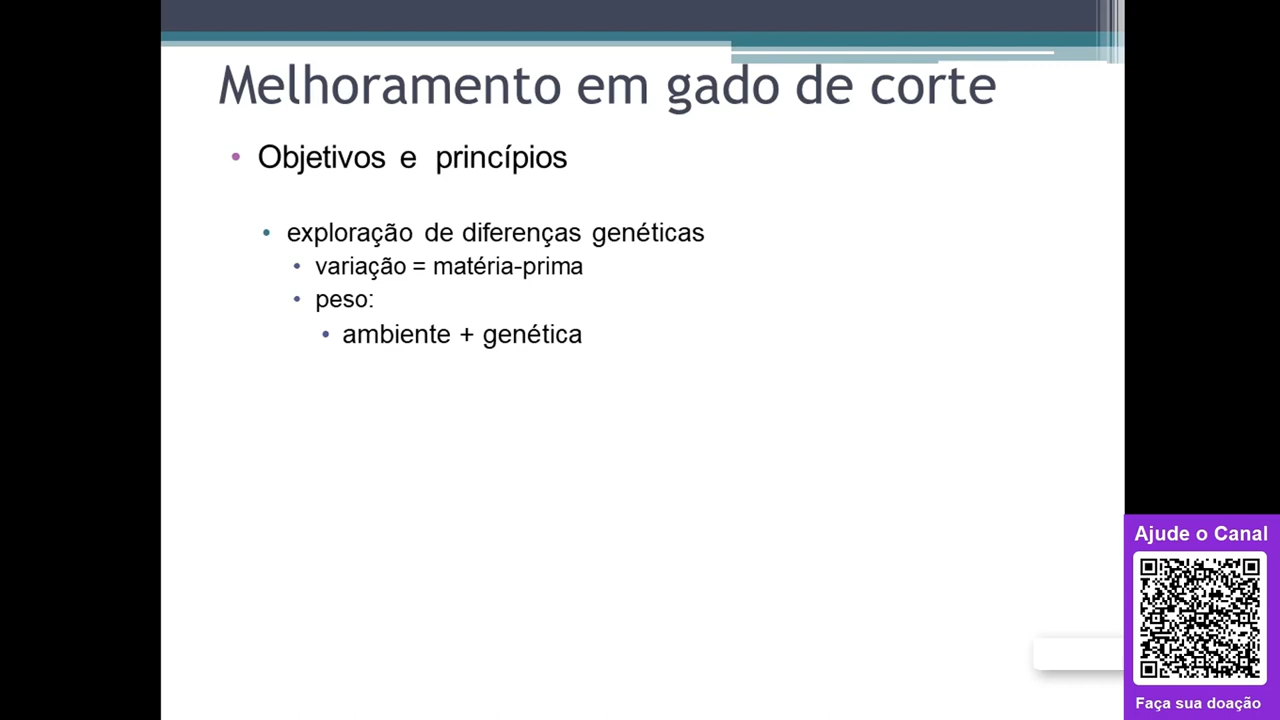 Melhoramento em gado de corte
• Objetivos e princípios
• exploração de diferenças genéticas
• variação = matéria-prima
• peso:
• ambiente + genética
Ajude o Canal
Faça sua doação